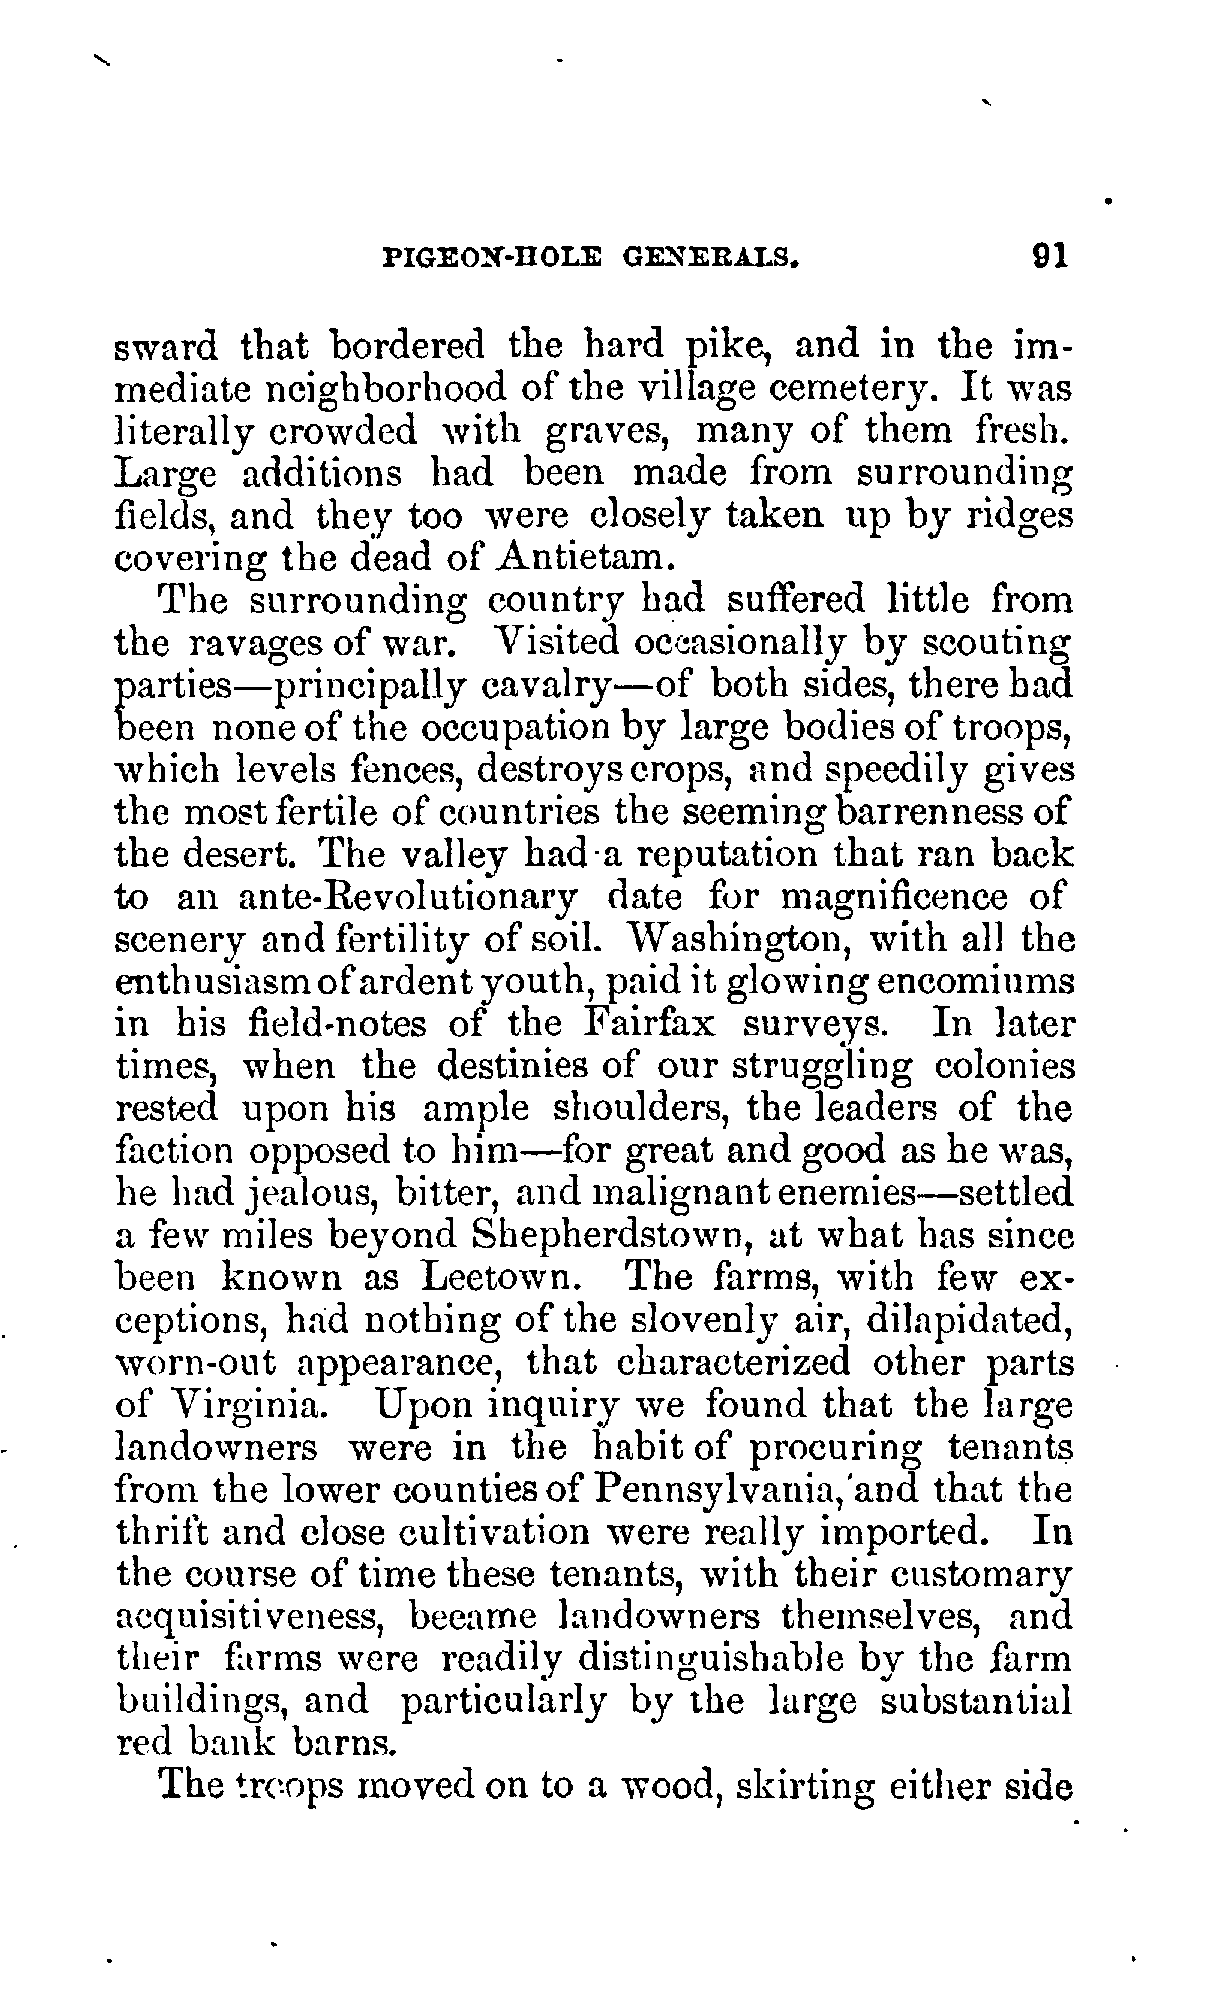 PIGEON-HOLE GENERALS. 91
sward that bordered the hard pike, and in the im-
mediate neighborhood of the village cemetery. It was
literally crowded with graves, many of them fresh.
Large additions had been made from surrounding
fields, and they too were closely taken up by ridges
covering the dead of Antietam.
The surrounding country had suffered little from
the ravages of war. Visited occasionally by scouting
parties—principally cavalry—of both sides, there had
been none of the occupation by large bodies of troops,
which levels fences, destroys crops, and speedily gives
the most fertile of countries the seeming barrenness of
the desert. The valley had a reputation that ran back
to an ante-Revolutionary date for magnificence of
scenery and fertility of soil. Washington, with all the
enthusiasm of ardent youth, paid it glowing encomiums
in his field-notes of the Fairfax surveys. In later
times, when the destinies of our struggling colonies
rested upon his ample shoulders, the leaders of the
faction opposed to him—for great and good as he was,
he had jealous, bitter, and malignant enemies—settled
a few miles beyond Shepherdstown, at what has since
been known as Leetown. The farms, with few ex-
ceptions, had nothing of the slovenly air, dilapidated,
worn-out appearance, that characterized other parts
of Virginia. Upon inquiry we found that the large
landowners were in the habit of procuring tenants
from the lower counties of Pennsylvania, and that the
thrift and close cultivation were really imported. In
the course of time these tenants, with their customary
acquisitiveness, became landowners themselves, and
their farms were readily distinguishable by the farm
buildings, and particularly by the large substantial
red bank barns.
The troops moved on to a wood, skirting either side